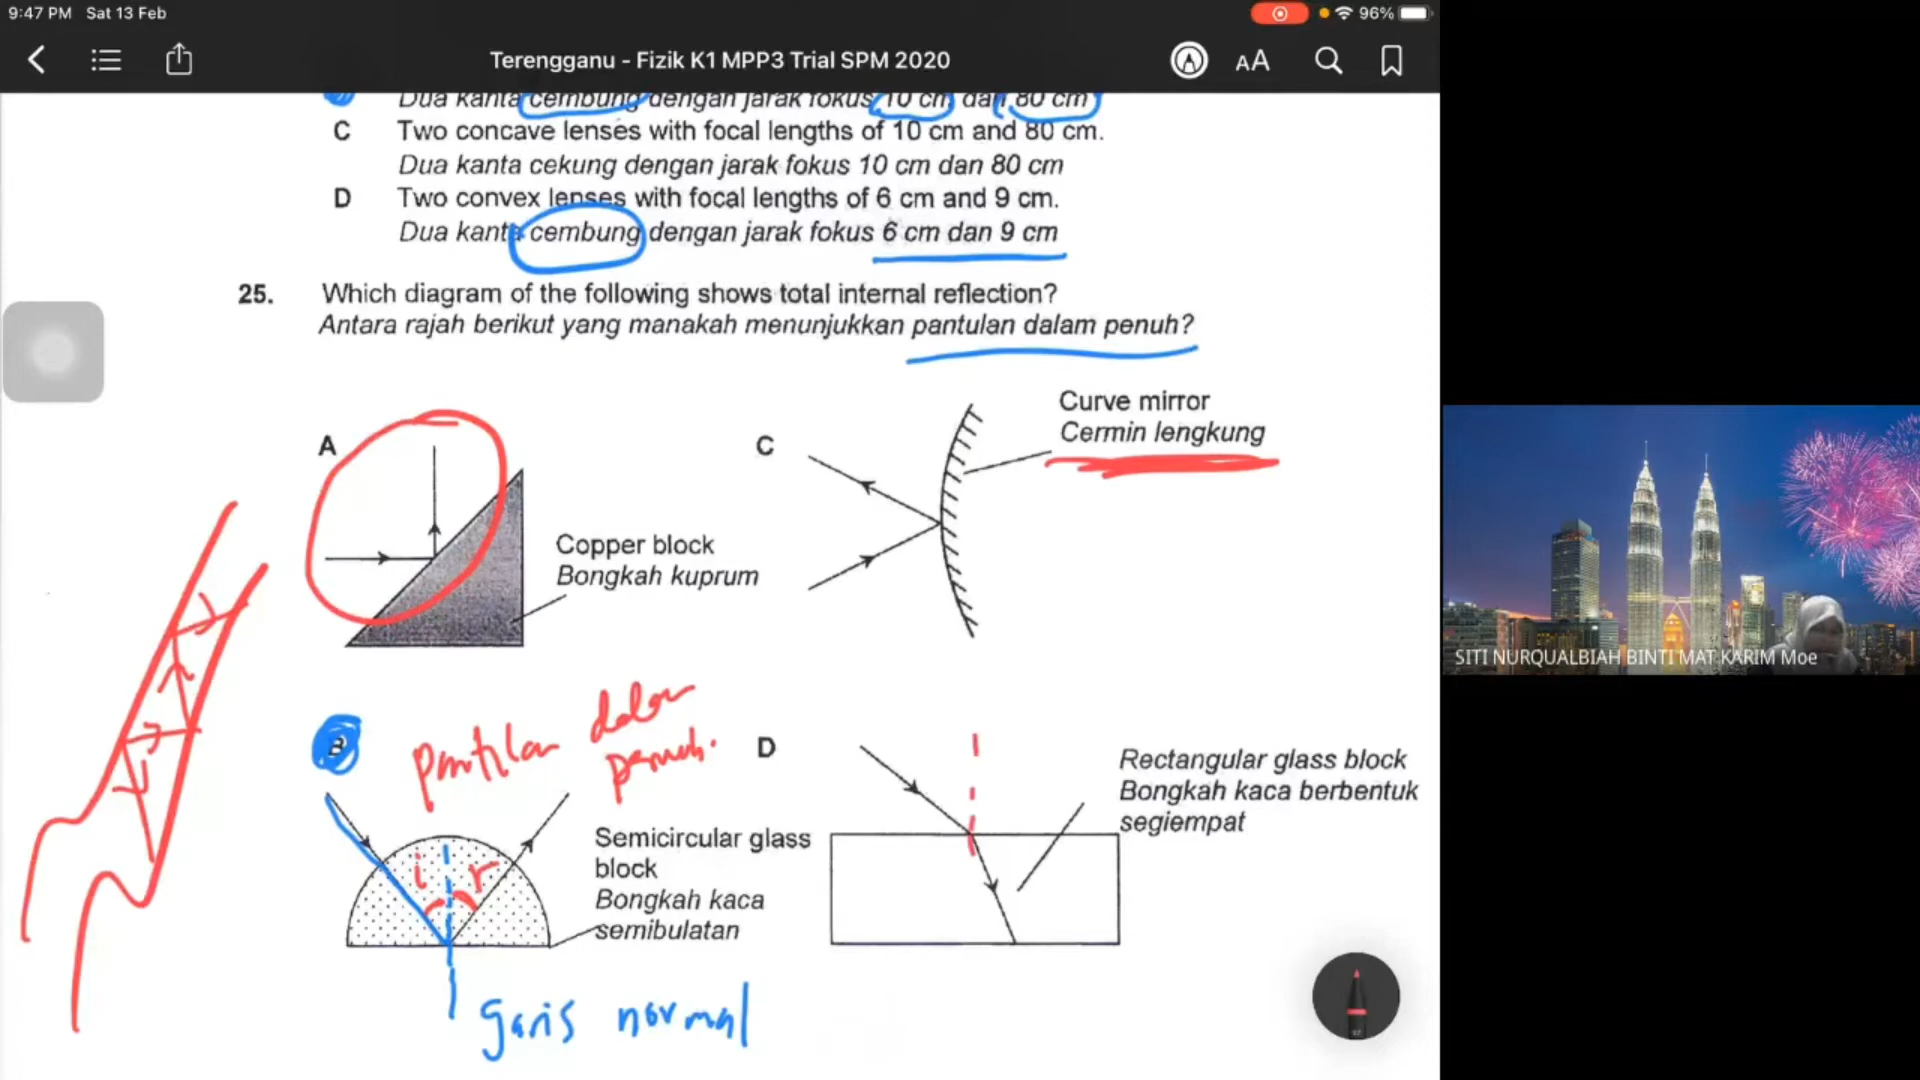 9:47 PM Sat 13 Feb
96%
Terengganu - Fizik K1 MPP3 Trial SPM 2020
AA
Dua kanta cembung dengan jarak fokus 10 cm dan 80 cm
C Two concave lenses with focal lengths of 10 cm and 80 cm.
Dua kanta cekung dengan jarak fokus 10 cm dan 80 cm
D Two convex lenses with focal lengths of 6 cm and 9 cm.
Dua kanta cembung dengan jarak fokus 6 cm dan 9 cm
25. Which diagram of the following shows total internal reflection?
Antara rajah berikut yang manakah menunjukkan pantulan dalam penuh?
A
Copper block
Bongkah kuprum
C
Curve mirror
Cermin lengkung
B
pantulan dalam
penuh.
i r
Semicircular glass
block
Bongkah kaca
semibulatan
garis normal
D
Rectangular glass block
Bongkah kaca berbentuk
segiempat
SITI NURQUALBIAH BINTI MAT KARIM Moe